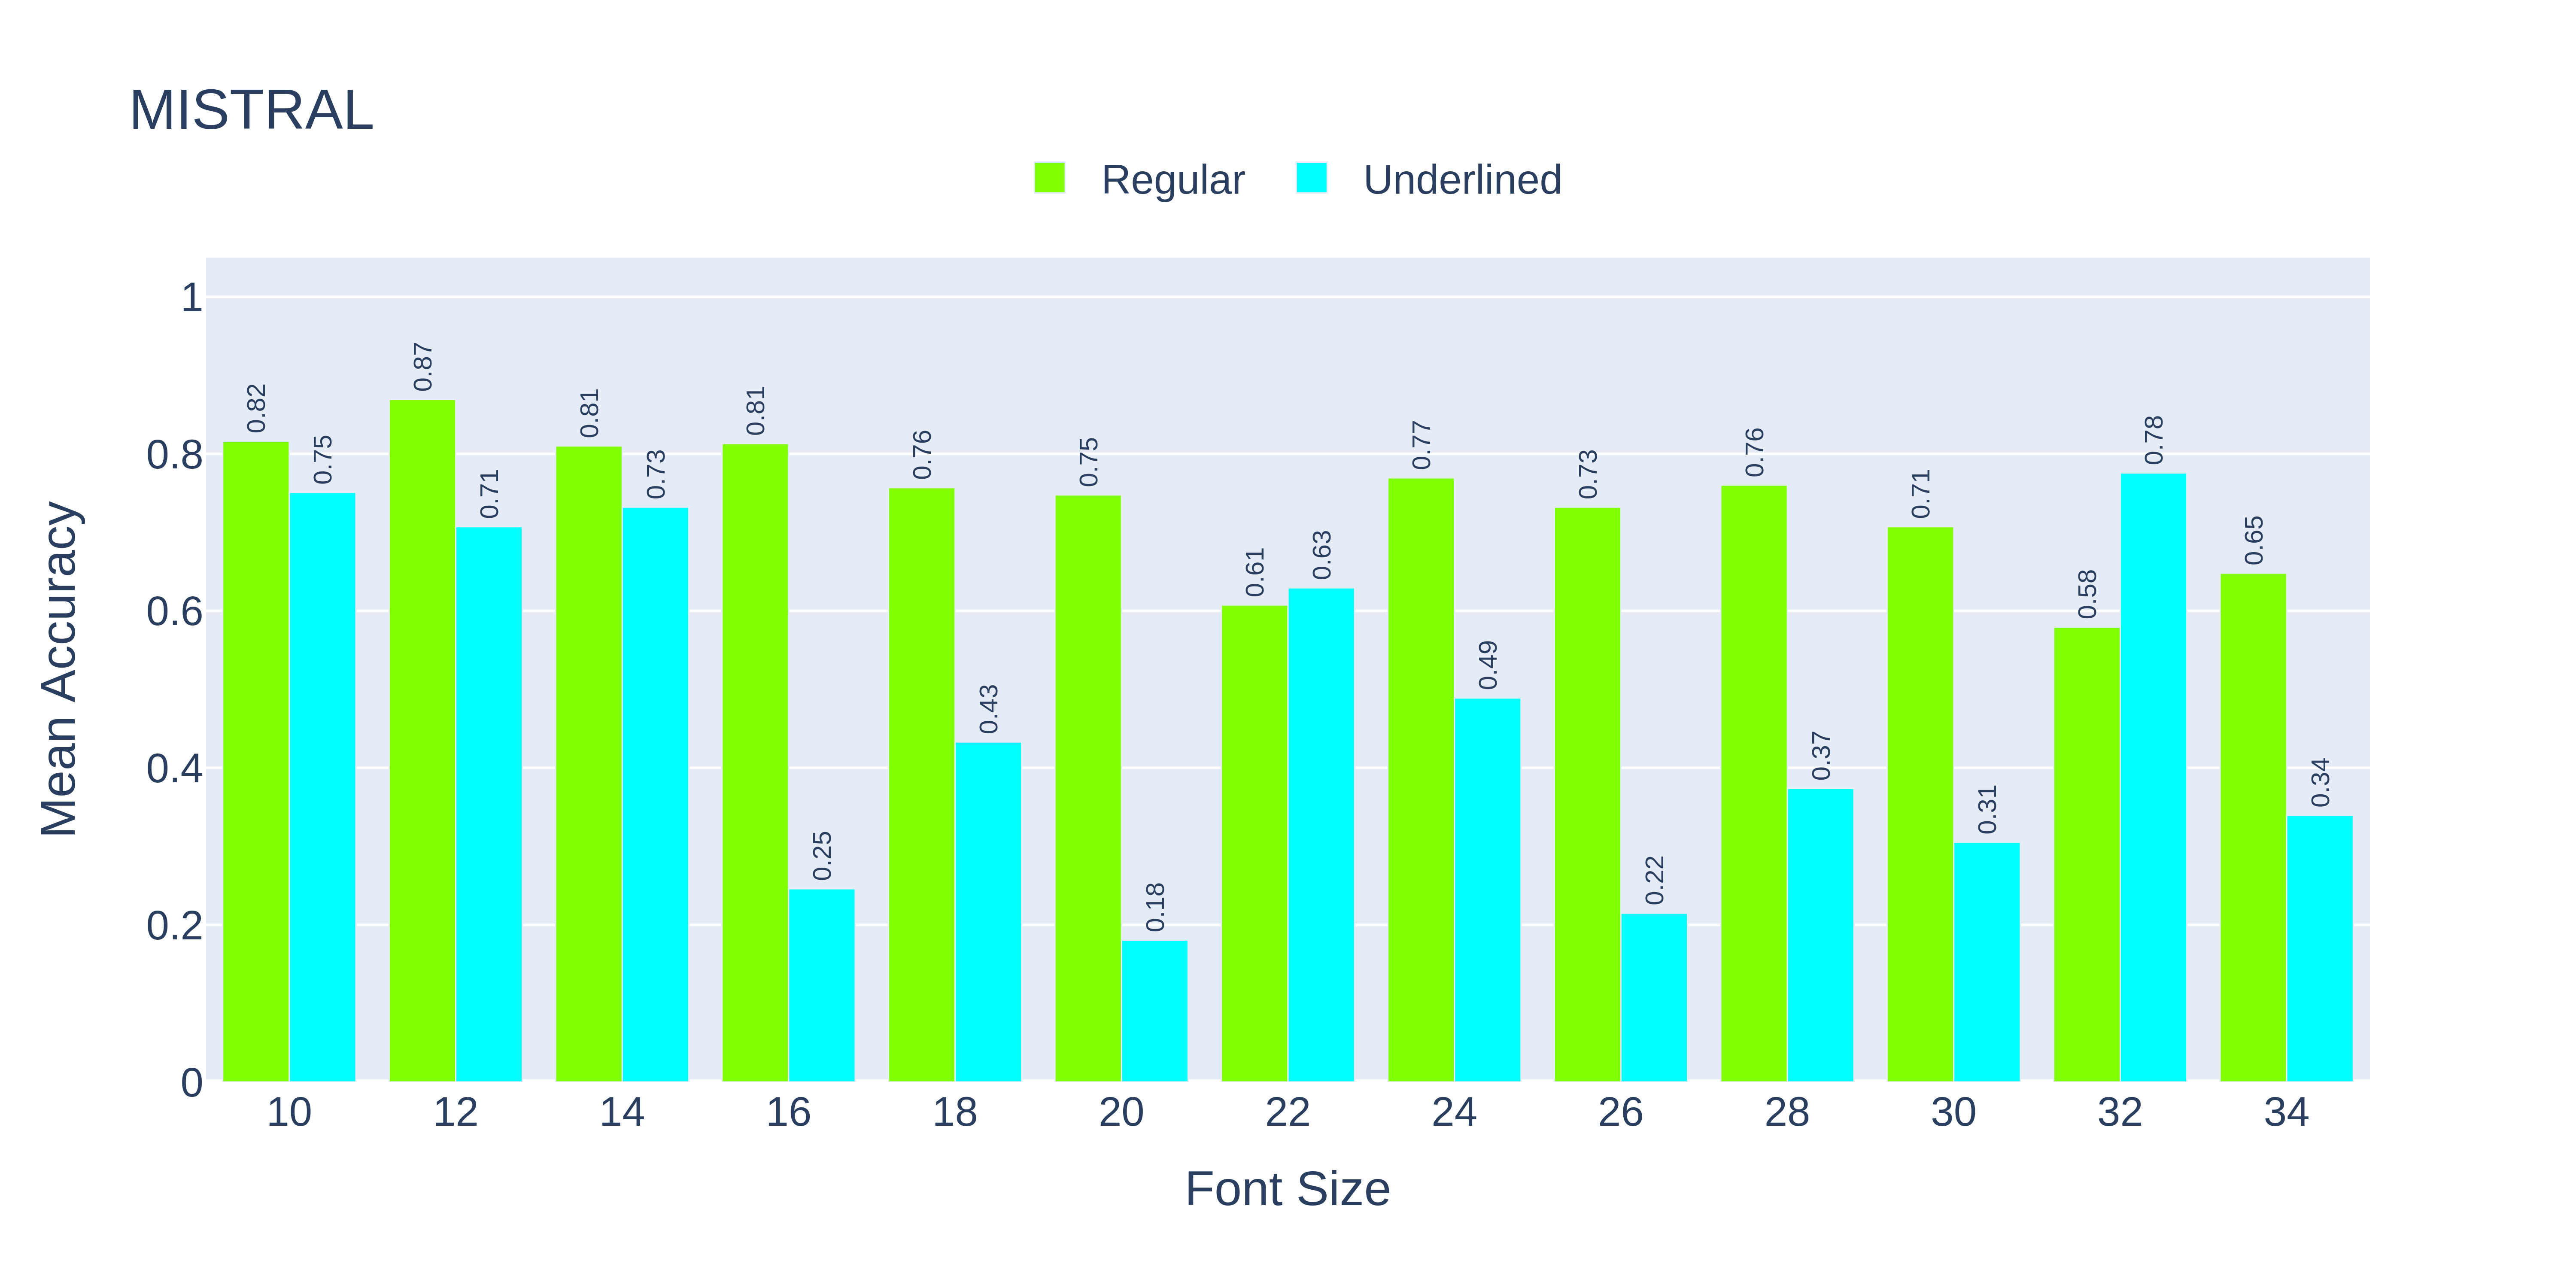 MISTRAL
Regular Underlined
Mean Accuracy
1
0.8
0.6
0.4
0.2
0
0.82 0.75 0.87 0.71 0.81 0.73 0.81 0.25 0.76 0.43 0.75 0.18 0.61 0.63 0.77 0.49 0.73 0.22 0.76 0.37 0.71 0.31 0.58 0.78 0.65 0.34
10 12 14 16 18 20 22 24 26 28 30 32 34
Font Size